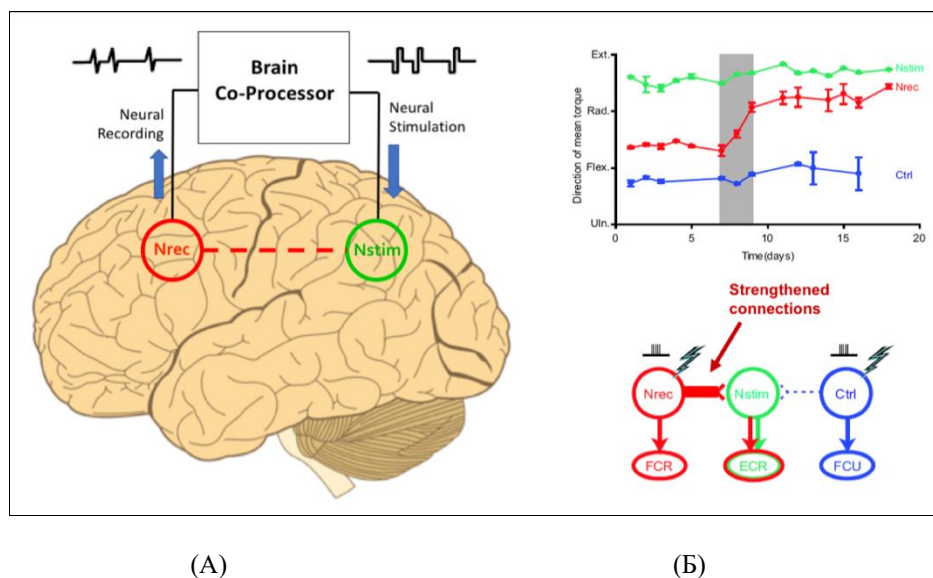 Brain
Co-Processor
Neural
Recording
Neural
Stimulation
Nrec
Nstim
Ext.
Rad.
Flex.
Uln.
Direction of mean torque
Nstim
Nrec
Ctrl
0
5
10
15
20
Time(days)
Strengthened
connections
Nrec
Nstim
Ctrl
FCR
ECR
FCU
(А)
(Б)